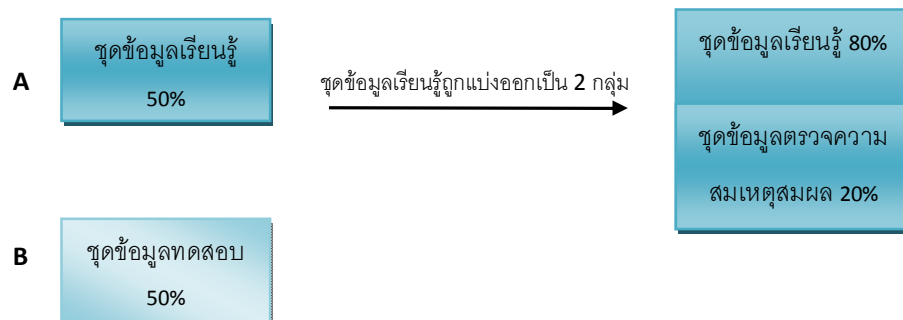 A
ชุดข้อมูลเรียนรู้
50%
ชุดข้อมูลเรียนรู้ถูกแบ่งออกเป็น 2 กลุ่ม
ชุดข้อมูลเรียนรู้ 80%
ชุดข้อมูลตรวจความ
สมเหตุสมผล 20%
B
ชุดข้อมูลทดสอบ
50%